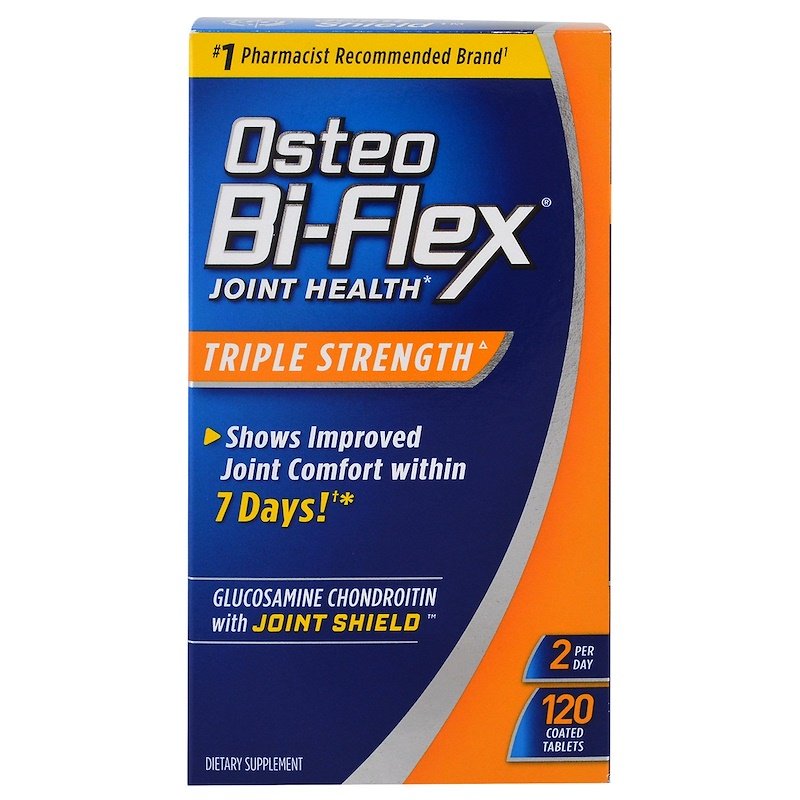 #1 Pharmacist Recommended Brand¹
Osteo
Bi-Flex®
JOINT HEALTH*
TRIPLE STRENGTH∆
Shows Improved
Joint Comfort within
7 Days!†*
GLUCOSAMINE CHONDROITIN
with JOINT SHIELD™
2 PER
DAY
120
COATED
TABLETS
DIETARY SUPPLEMENT